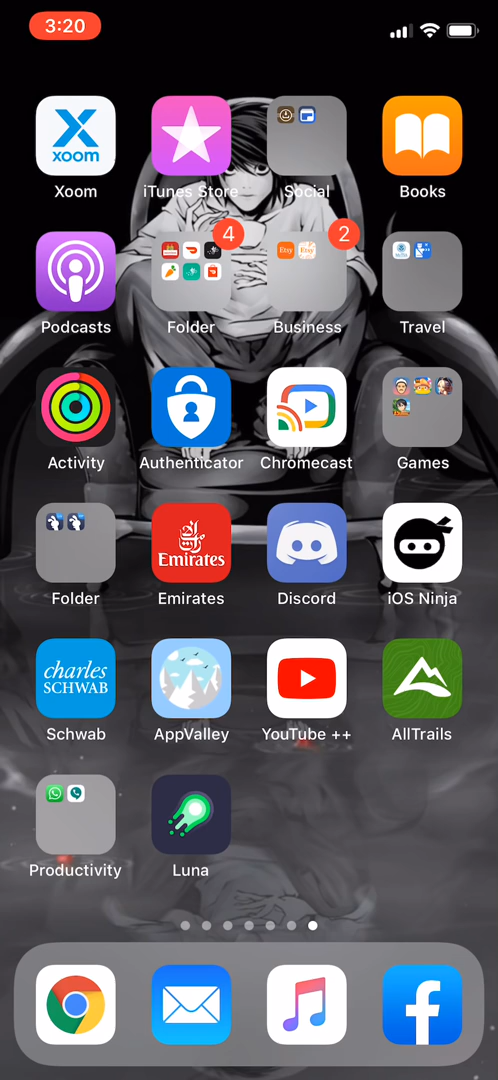 3:20
xoom
Xoom
iTunes Store
Social
Books
4
2
Etsy
Etsy
Podcasts
Folder
Business
Travel
Activity
Authenticator
Chromecast
Games
Emirates
Folder
Emirates
Discord
iOS Ninja
charles
SCHWAB
Schwab
AppValley
YouTube ++
AllTrails
Productivity
Luna